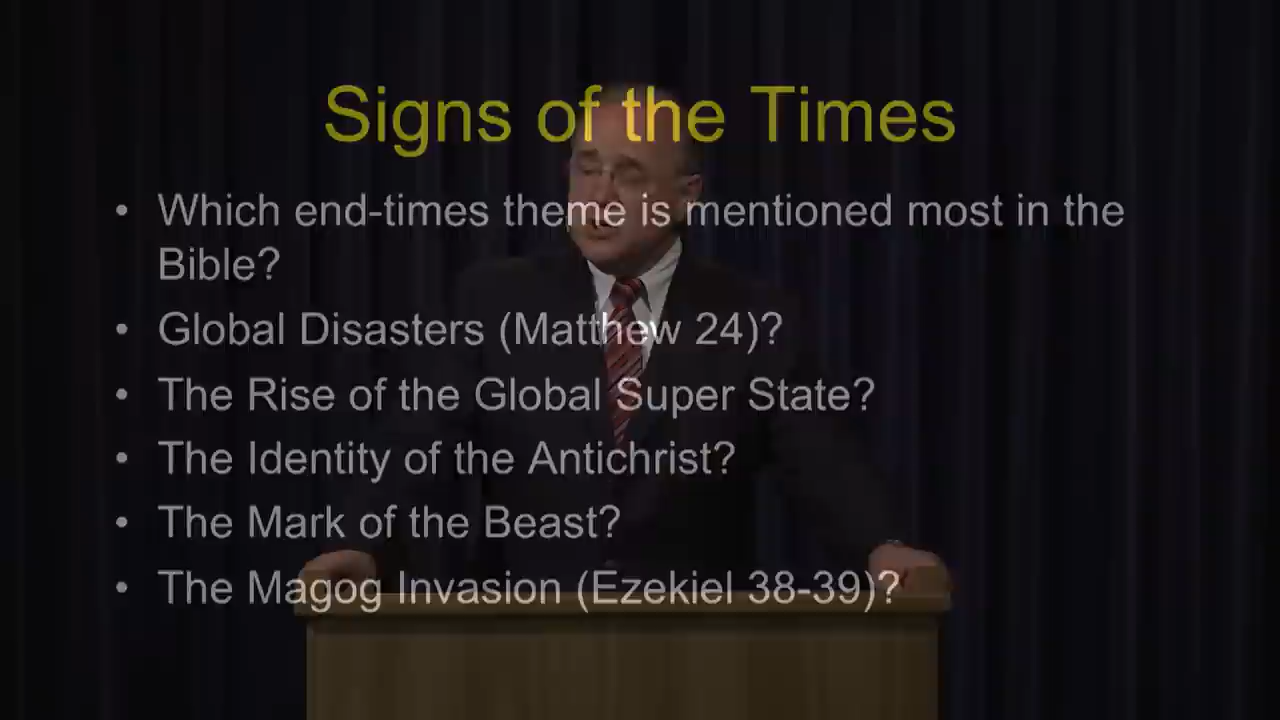 Signs of the Times
• Which end-times theme is mentioned most in the
Bible?
• Global Disasters (Matthew 24)?
• The Rise of the Global Super State?
• The Identity of the Antichrist?
• The Mark of the Beast?
• The Magog Invasion (Ezekiel 38-39)?